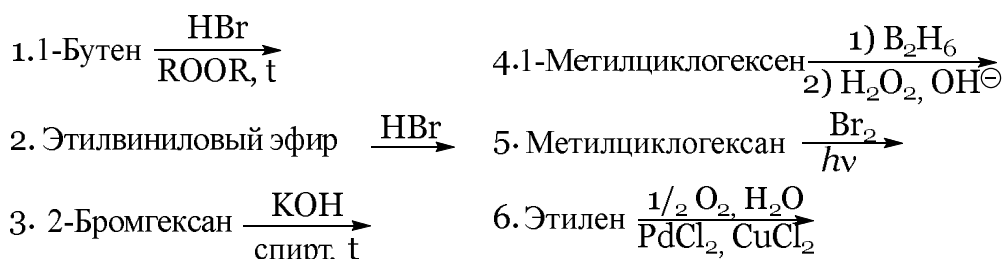 1.1-Бутен HBr
ROOR, t
2. Этилвиниловый эфир HBr
3. 2-Бромгексан KOH
спирт, t
4.1-Метилциклогексен 1) B₂H₆
2) H₂O₂, OH⊖
5. Метилциклогексан Br₂
hν
6. Этилен 1/₂ O₂, H₂O
PdCl₂, CuCl₂